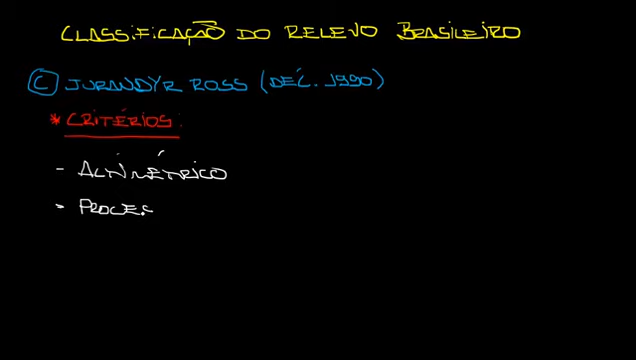 CLASSIFICAÇÃO DO RELEVO BRASILEIRO
C JURANDYR ROSS (DÉC. 1990)
* CRITÉRIOS:
- ALTIMÉTRICO
- PROCES